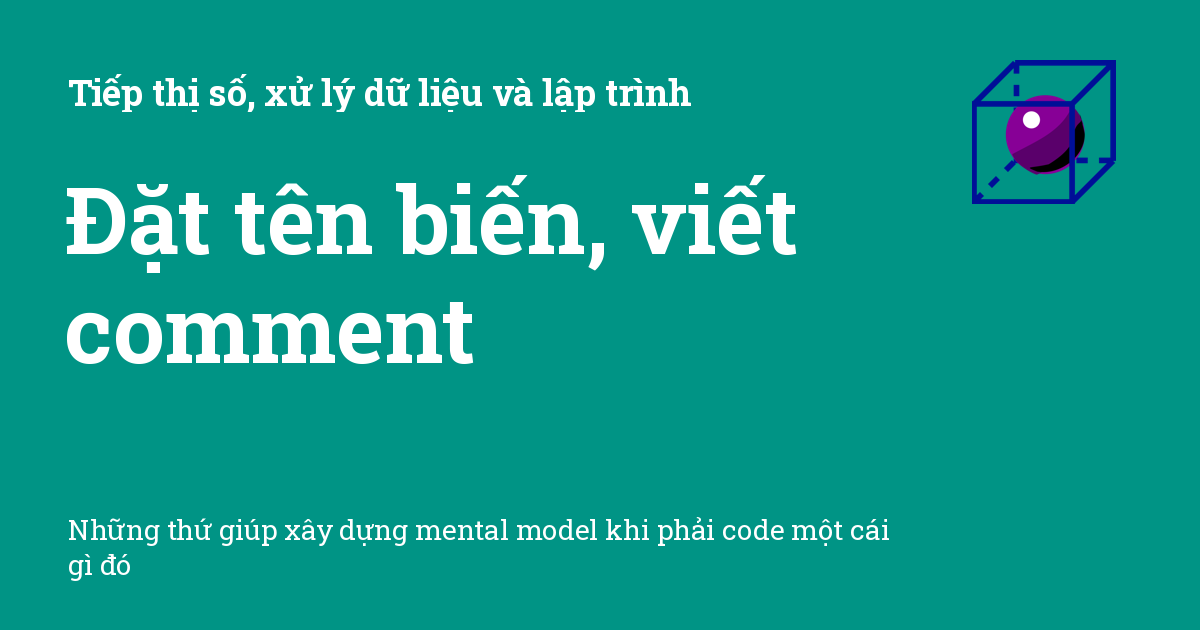 Tiếp thị số, xử lý dữ liệu và lập trình
Đặt tên biến, viết
comment
Những thứ giúp xây dựng mental model khi phải code một cái
gì đó